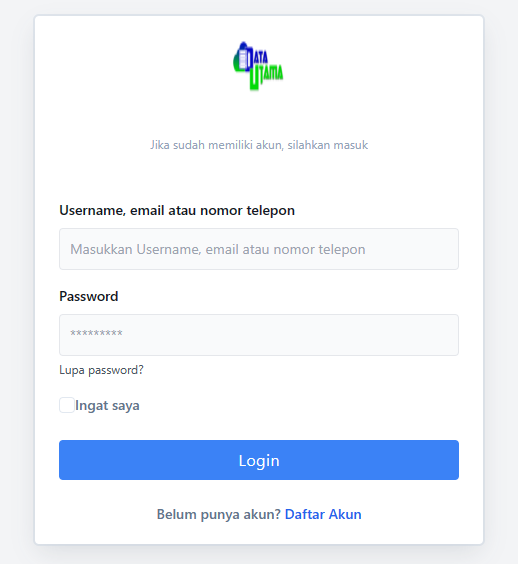 DATA
UTAMA
Jika sudah memiliki akun, silahkan masuk
Username, email atau nomor telepon
Masukkan Username, email atau nomor telepon
Password
*********
Lupa password?
Ingat saya
Login
Belum punya akun? Daftar Akun